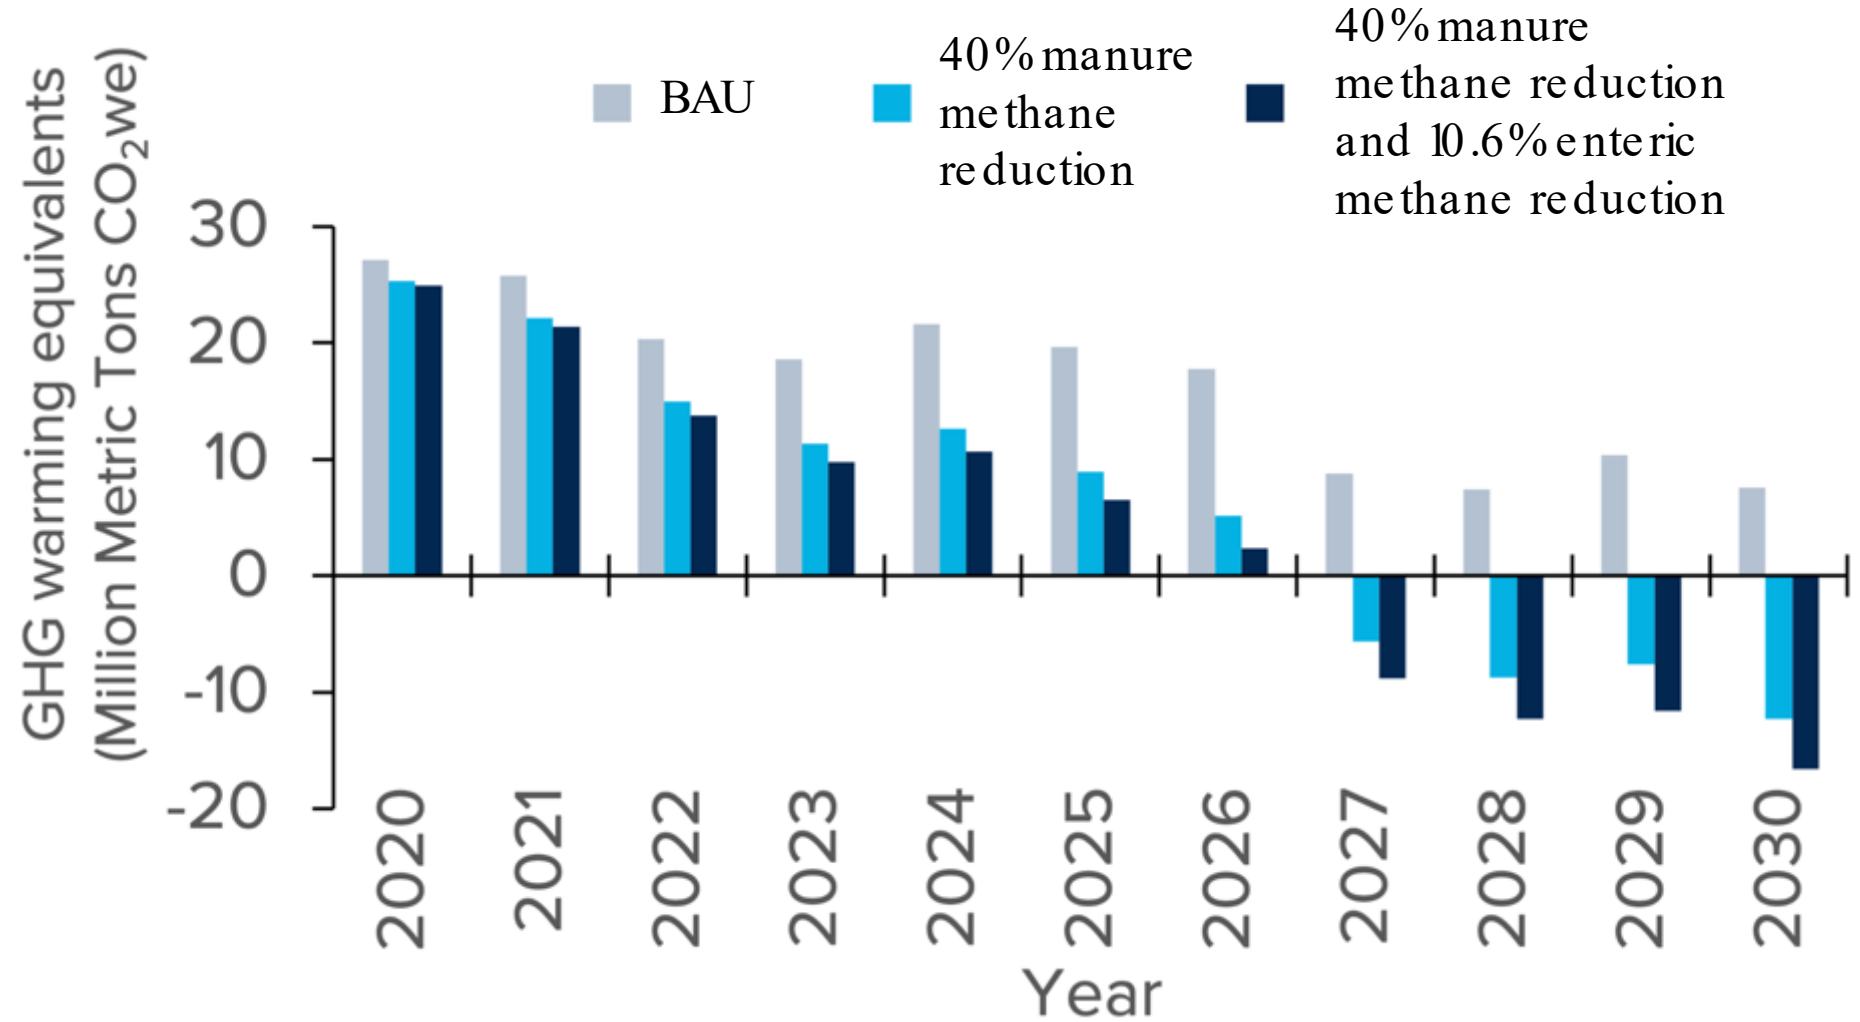 GHG warming equivalents
(Million Metric Tons CO₂we)
BAU
40% manure
methane
reduction
40% manure
methane reduction
and 10.6% enteric
methane reduction
30
20
10
0
-10
-20
2020
2021
2022
2023
2024
2025
2026
2027
2028
2029
2030
Year